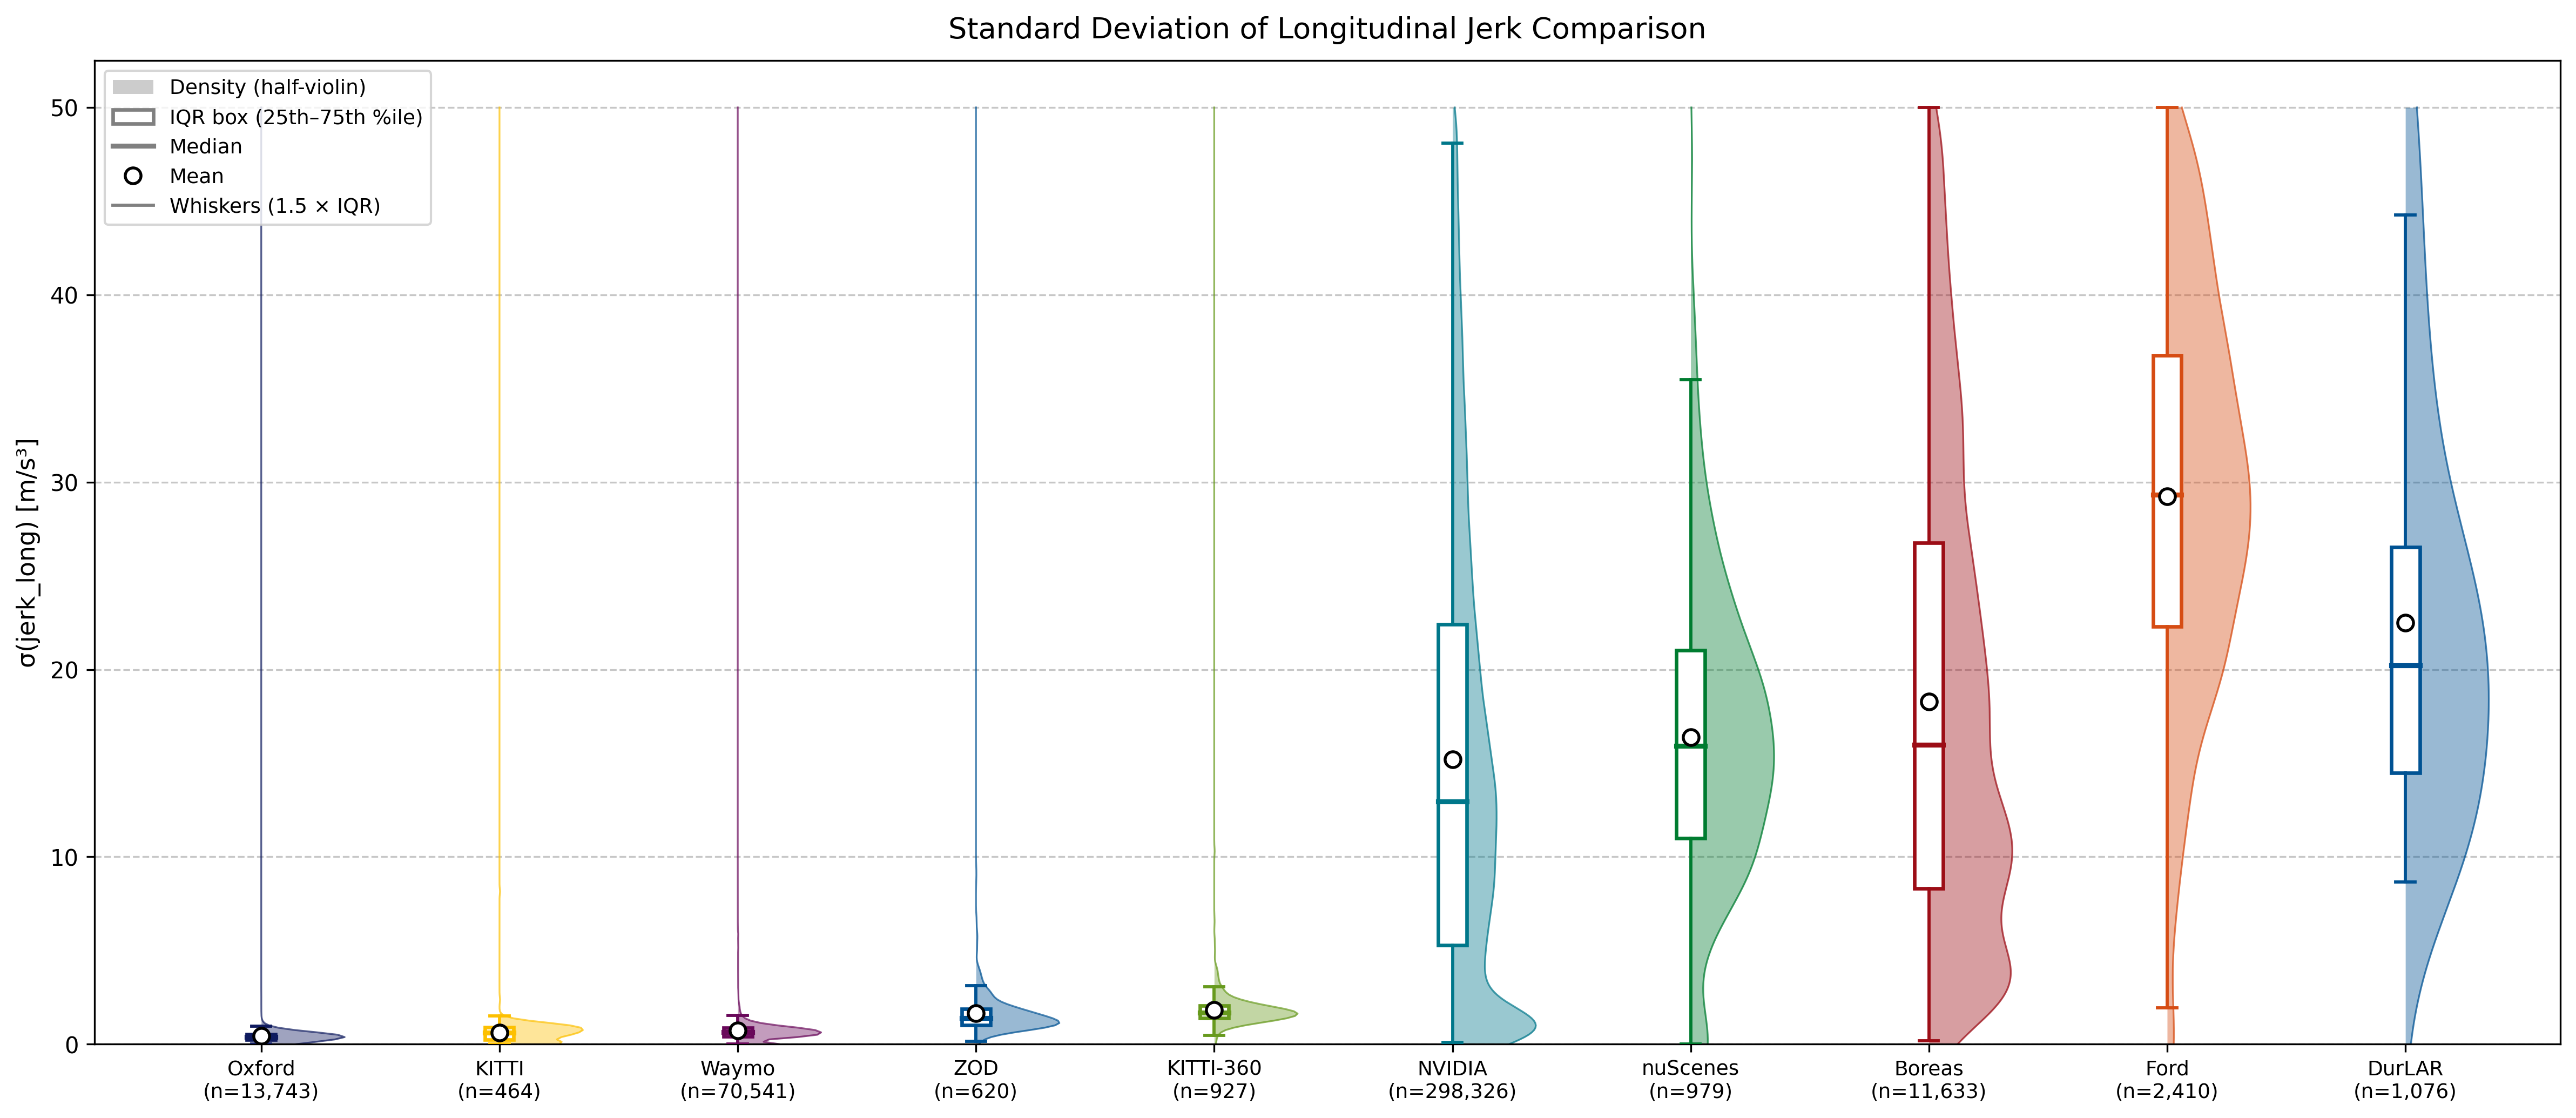 Standard Deviation of Longitudinal Jerk Comparison
Density (half-violin)
IQR box (25th–75th %ile)
Median
Mean
Whiskers (1.5 × IQR)
σ(jerk_long) [m/s³]
50
40
30
20
10
0
Oxford
(n=13,743)
KITTI
(n=464)
Waymo
(n=70,541)
ZOD
(n=620)
KITTI-360
(n=927)
NVIDIA
(n=298,326)
nuScenes
(n=979)
Boreas
(n=11,633)
Ford
(n=2,410)
DurLAR
(n=1,076)